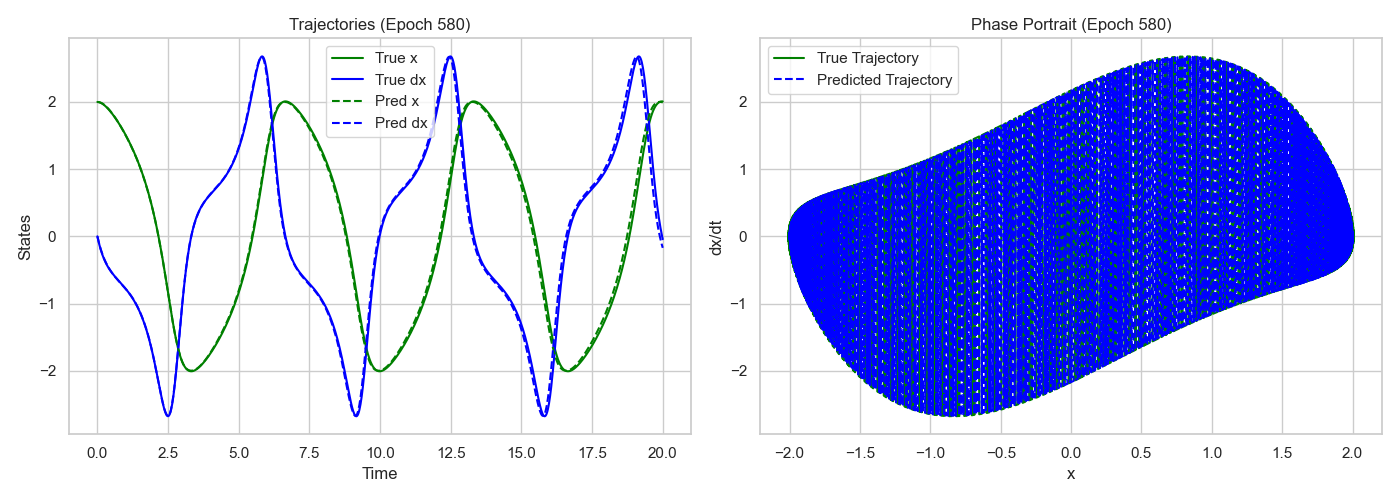 Trajectories (Epoch 580)
True x
True dx
Pred x
Pred dx
States
2
1
0
−1
−2
0.0 2.5 5.0 7.5 10.0 12.5 15.0 17.5 20.0
Time
Phase Portrait (Epoch 580)
True Trajectory
Predicted Trajectory
dx/dt
2
1
0
−1
−2
−2.0 −1.5 −1.0 −0.5 0.0 0.5 1.0 1.5 2.0
x